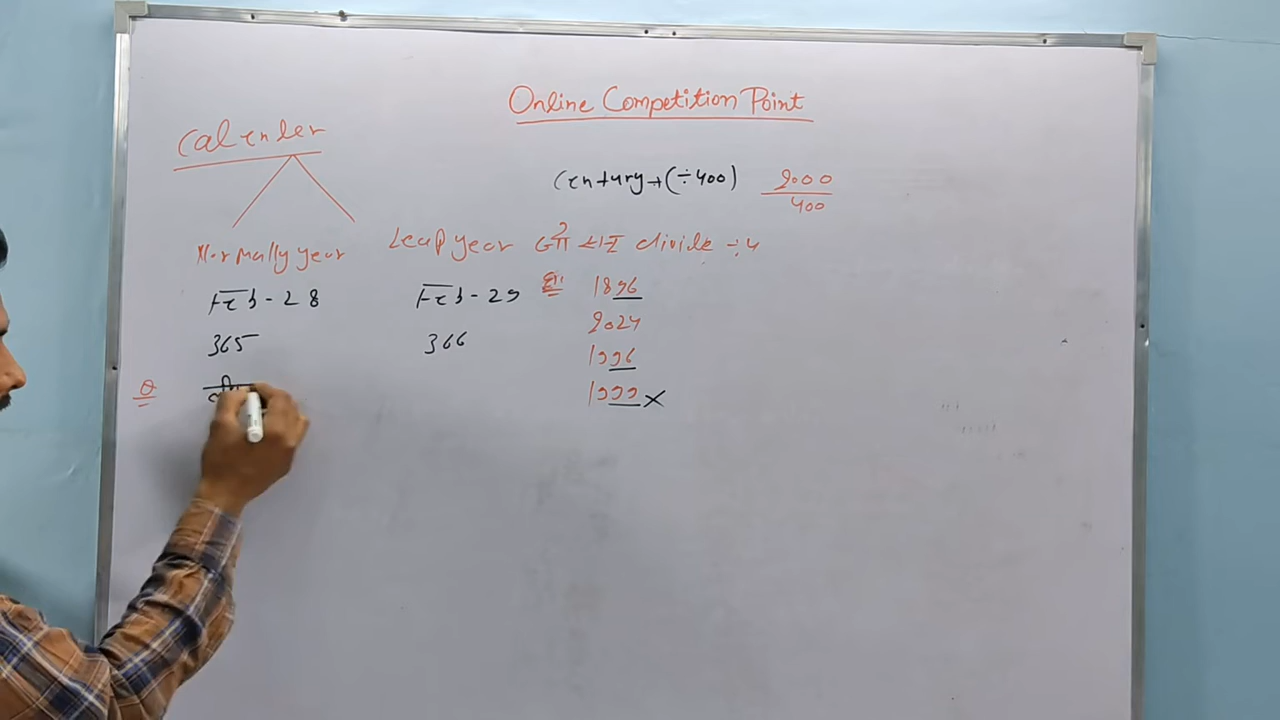 Online Competition Point
Calender
Century → (÷400) 2000/400
Normally year
Leap year divide ÷4
Feb - 28
Feb - 29
Ex: 1896
2024
365
366
1996
1999 ✗
Q